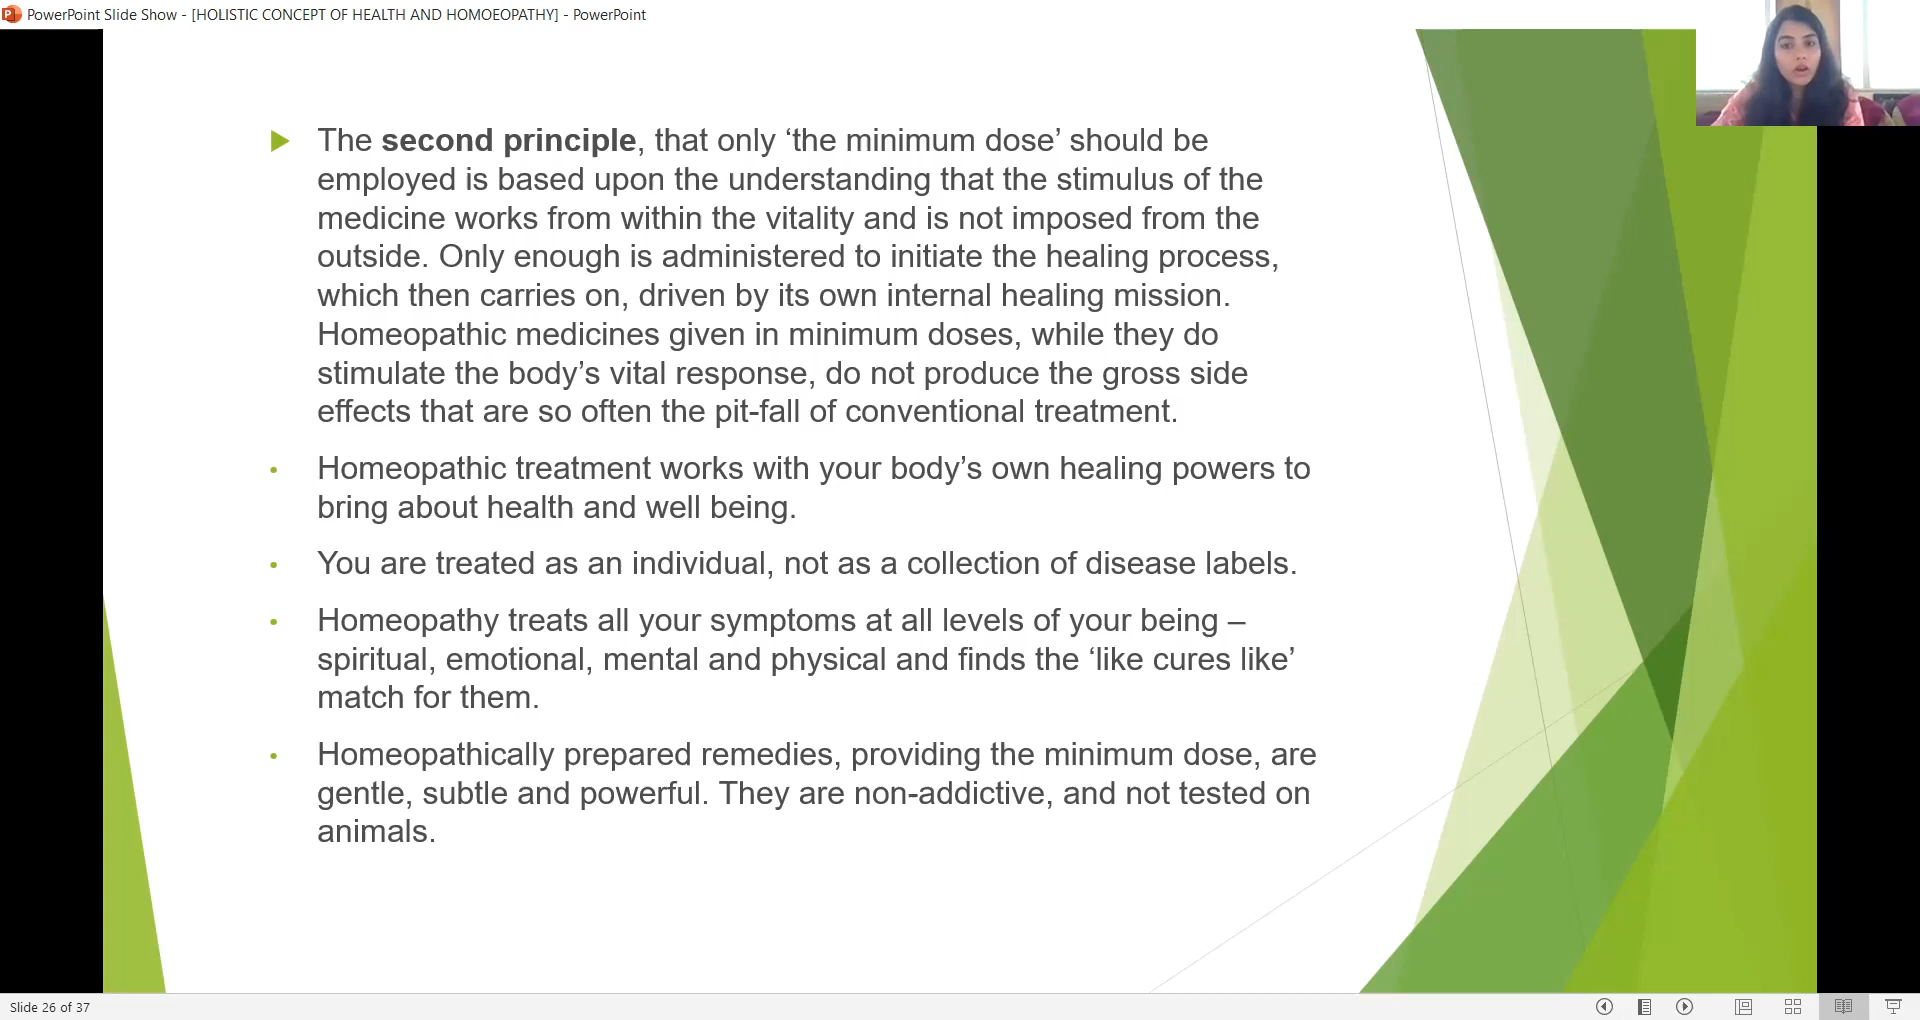 PowerPoint Slide Show - [HOLISTIC CONCEPT OF HEALTH AND HOMOEOPATHY] - PowerPoint
The second principle, that only ‘the minimum dose’ should be
employed is based upon the understanding that the stimulus of the
medicine works from within the vitality and is not imposed from the
outside. Only enough is administered to initiate the healing process,
which then carries on, driven by its own internal healing mission.
Homeopathic medicines given in minimum doses, while they do
stimulate the body’s vital response, do not produce the gross side
effects that are so often the pit-fall of conventional treatment.
Homeopathic treatment works with your body’s own healing powers to
bring about health and well being.
You are treated as an individual, not as a collection of disease labels.
Homeopathy treats all your symptoms at all levels of your being –
spiritual, emotional, mental and physical and finds the ‘like cures like’
match for them.
Homeopathically prepared remedies, providing the minimum dose, are
gentle, subtle and powerful. They are non-addictive, and not tested on
animals.
Slide 26 of 37